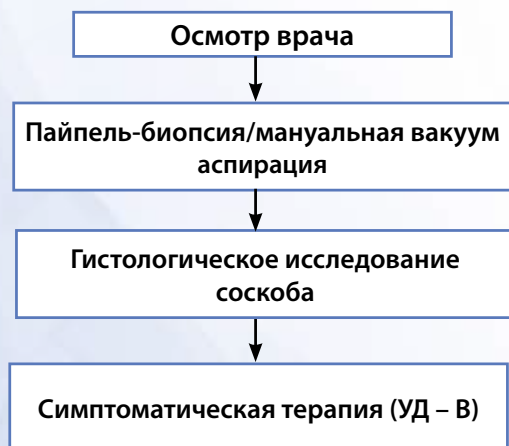 Осмотр врача
Пайпель-биопсия/мануальная вакуум
аспирация
Гистологическое исследование
соскоба
Симптоматическая терапия (УД – В)